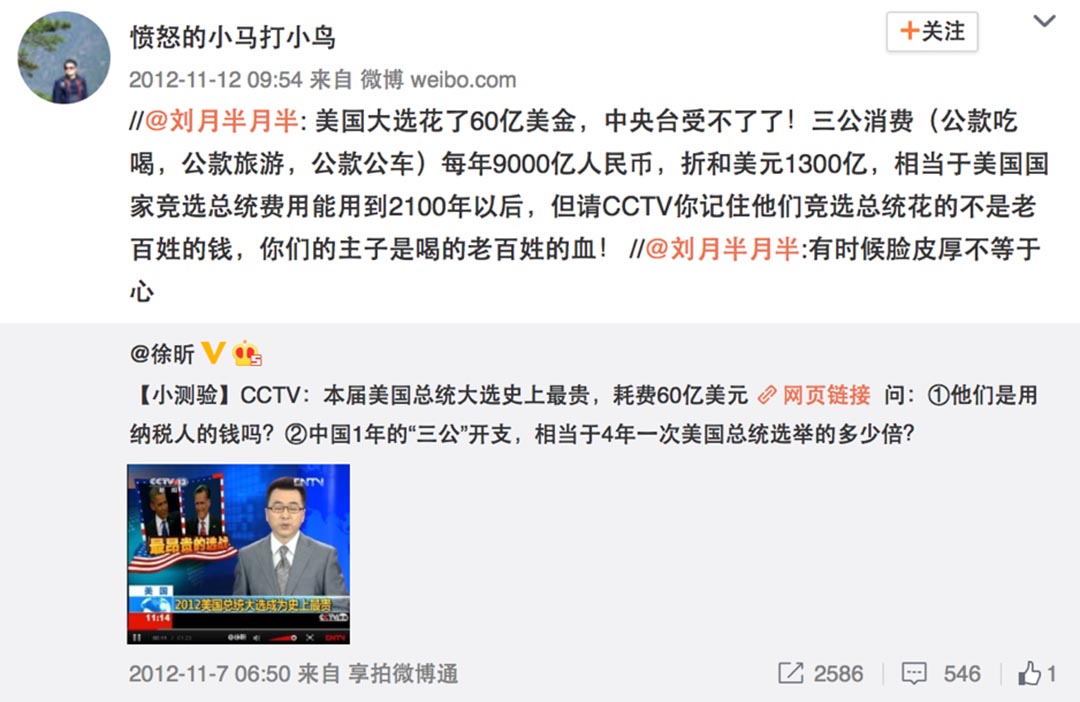 愤怒的小马打小鸟
+关注
2012-11-12 09:54 来自 微博 weibo.com
//@刘月半月半: 美国大选花了60亿美金，中央台受不了了！三公消费（公款吃
喝，公款旅游，公款公车）每年9000亿人民币，折和美元1300亿，相当于美国国
家竞选总统费用能用到2100年以后，但请CCTV你记住他们竞选总统花的不是老
百姓的钱，你们的主子是喝的老百姓的血！ //@刘月半月半:有时候脸皮厚不等于
心
@徐昕 V 5
【小测验】CCTV：本届美国总统大选史上最贵，耗费60亿美元 网页链接 问：①他们是用
纳税人的钱吗？②中国1年的“三公”开支，相当于4年一次美国总统选举的多少倍？
CCTV 13
新闻
CNTV
最昂贵的选战
美国
2012美国总统大选成为史上最贵
11:14
CNTV
2012-11-7 06:50 来自 享拍微博通
2586
546
1